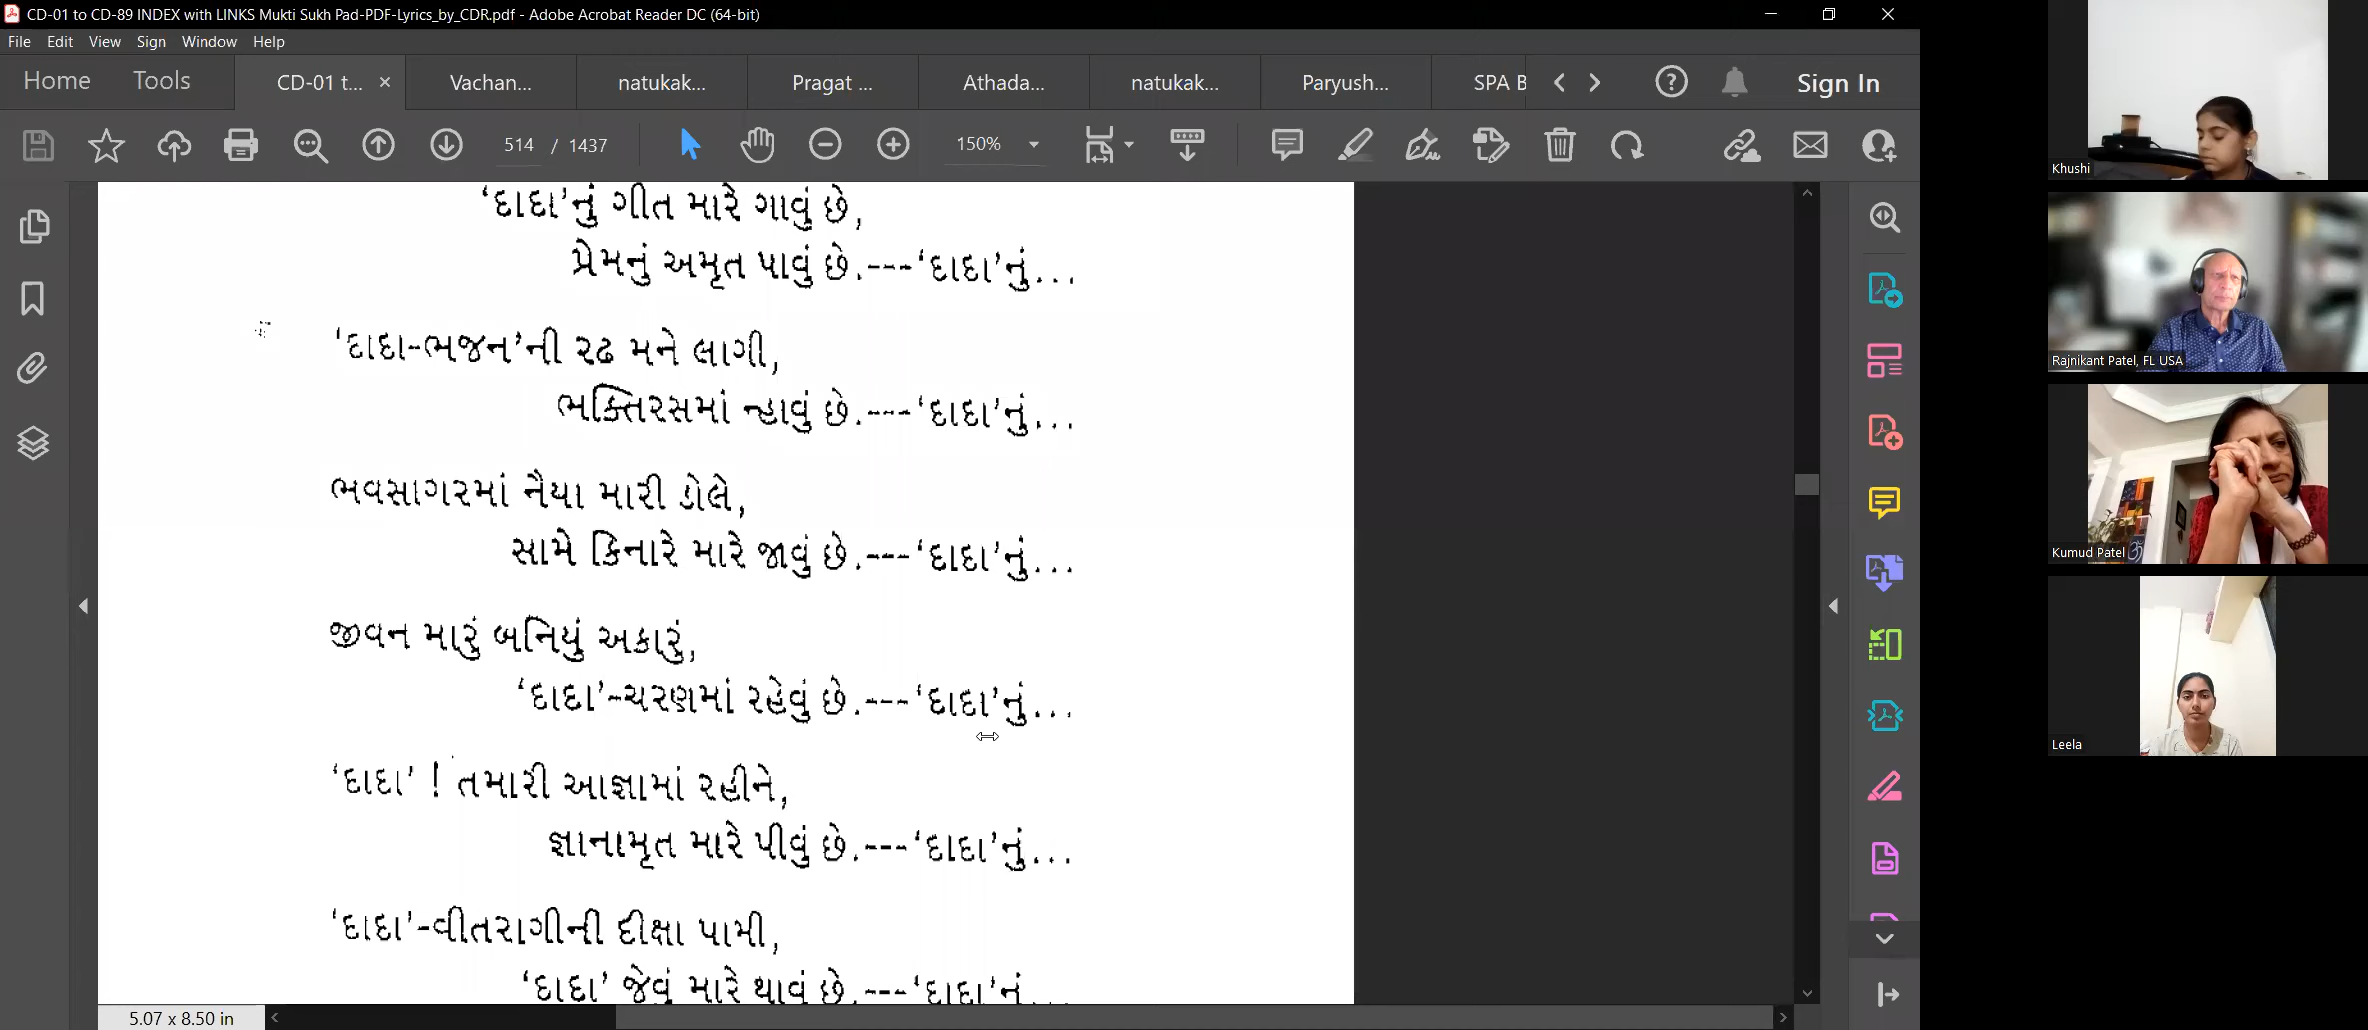 CD-01 to CD-89 INDEX with LINKS Mukti Sukh Pad-PDF-Lyrics_by_CDR.pdf - Adobe Acrobat Reader DC (64-bit)
File Edit View Sign Window Help
Home Tools CD-01 t... Vachan... natukak... Pragat ... Athada... natukak... Paryush... SPA B Sign In
514 / 1437 150%
‘દાદા’નું ગીત મારે ગાવું છે,
પ્રેમનું અમૃત પાવું છે.---‘દાદા’નું...
‘દાદા-ભજન’ની રઢ મને લાગી,
ભક્તિરસમાં ન્હાવું છે.---‘દાદા’નું...
ભવસાગરમાં નૈયા મારી ડોલે,
સામે કિનારે મારે જાવું છે.---‘દાદા’નું...
જીવન મારું બનિયું અકારું,
‘દાદા’-ચરણમાં રહેવું છે.---‘દાદા’નું...
‘દાદા’ ! તમારી આજ્ઞામાં રહીને,
જ્ઞાનામૃત મારે પીવું છે.---‘દાદા’નું...
‘દાદા’-વીતરાગીની દીક્ષા પામી,
‘દાદા’ જેવું મારે થાવું છે.---‘દાદા’નું...
5.07 x 8.50 in
Khushi
Rajnikant Patel, FL USA
Kumud Patel
Leela